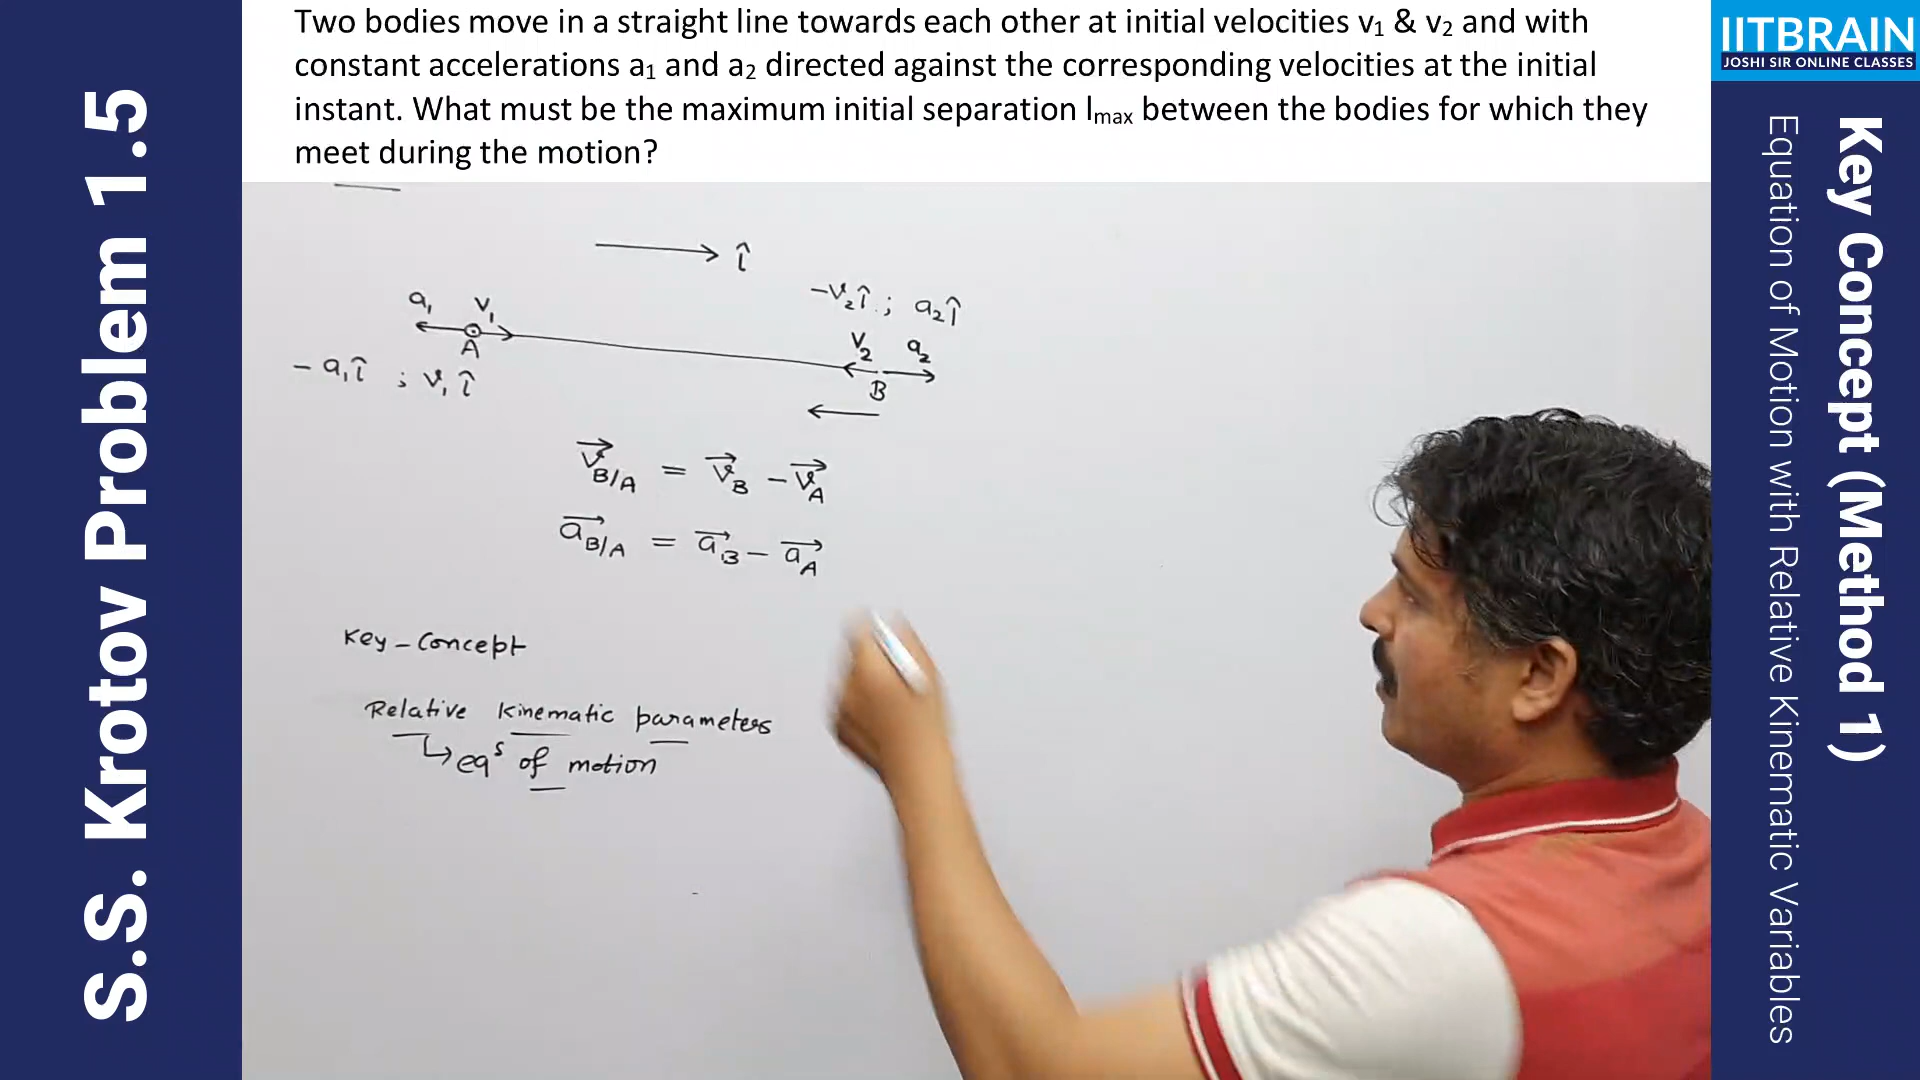 S.S. Krotov Problem 1.5
Two bodies move in a straight line towards each other at initial velocities v₁ & v₂ and with
constant accelerations a₁ and a₂ directed against the corresponding velocities at the initial
instant. What must be the maximum initial separation lmax between the bodies for which they
meet during the motion?
IITBRAIN
JOSHI SIR ONLINE CLASSES
Key Concept (Method 1)
Equation of Motion with Relative Kinematic Variables
î
-v₂î ; a₂î
a₁ v₁
A
v₂ a₂
B
- a₁î ; v₁î
v⃗B/A = v⃗B - v⃗A
a⃗B/A = a⃗B - a⃗A
Key - Concept
Relative Kinematic parameters
↳ eqˢ of motion